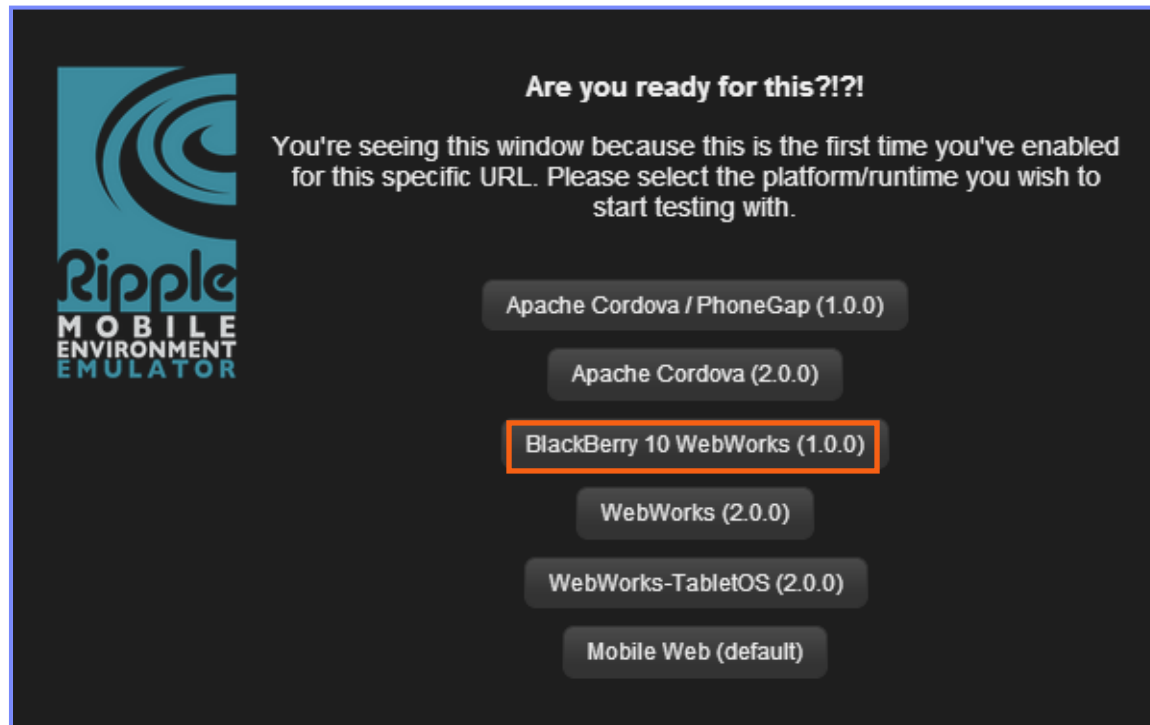 Ripple
MOBILE
ENVIRONMENT
EMULATOR
Are you ready for this?!?!
You're seeing this window because this is the first time you've enabled
for this specific URL. Please select the platform/runtime you wish to
start testing with.
Apache Cordova / PhoneGap (1.0.0)
Apache Cordova (2.0.0)
BlackBerry 10 WebWorks (1.0.0)
WebWorks (2.0.0)
WebWorks-TabletOS (2.0.0)
Mobile Web (default)